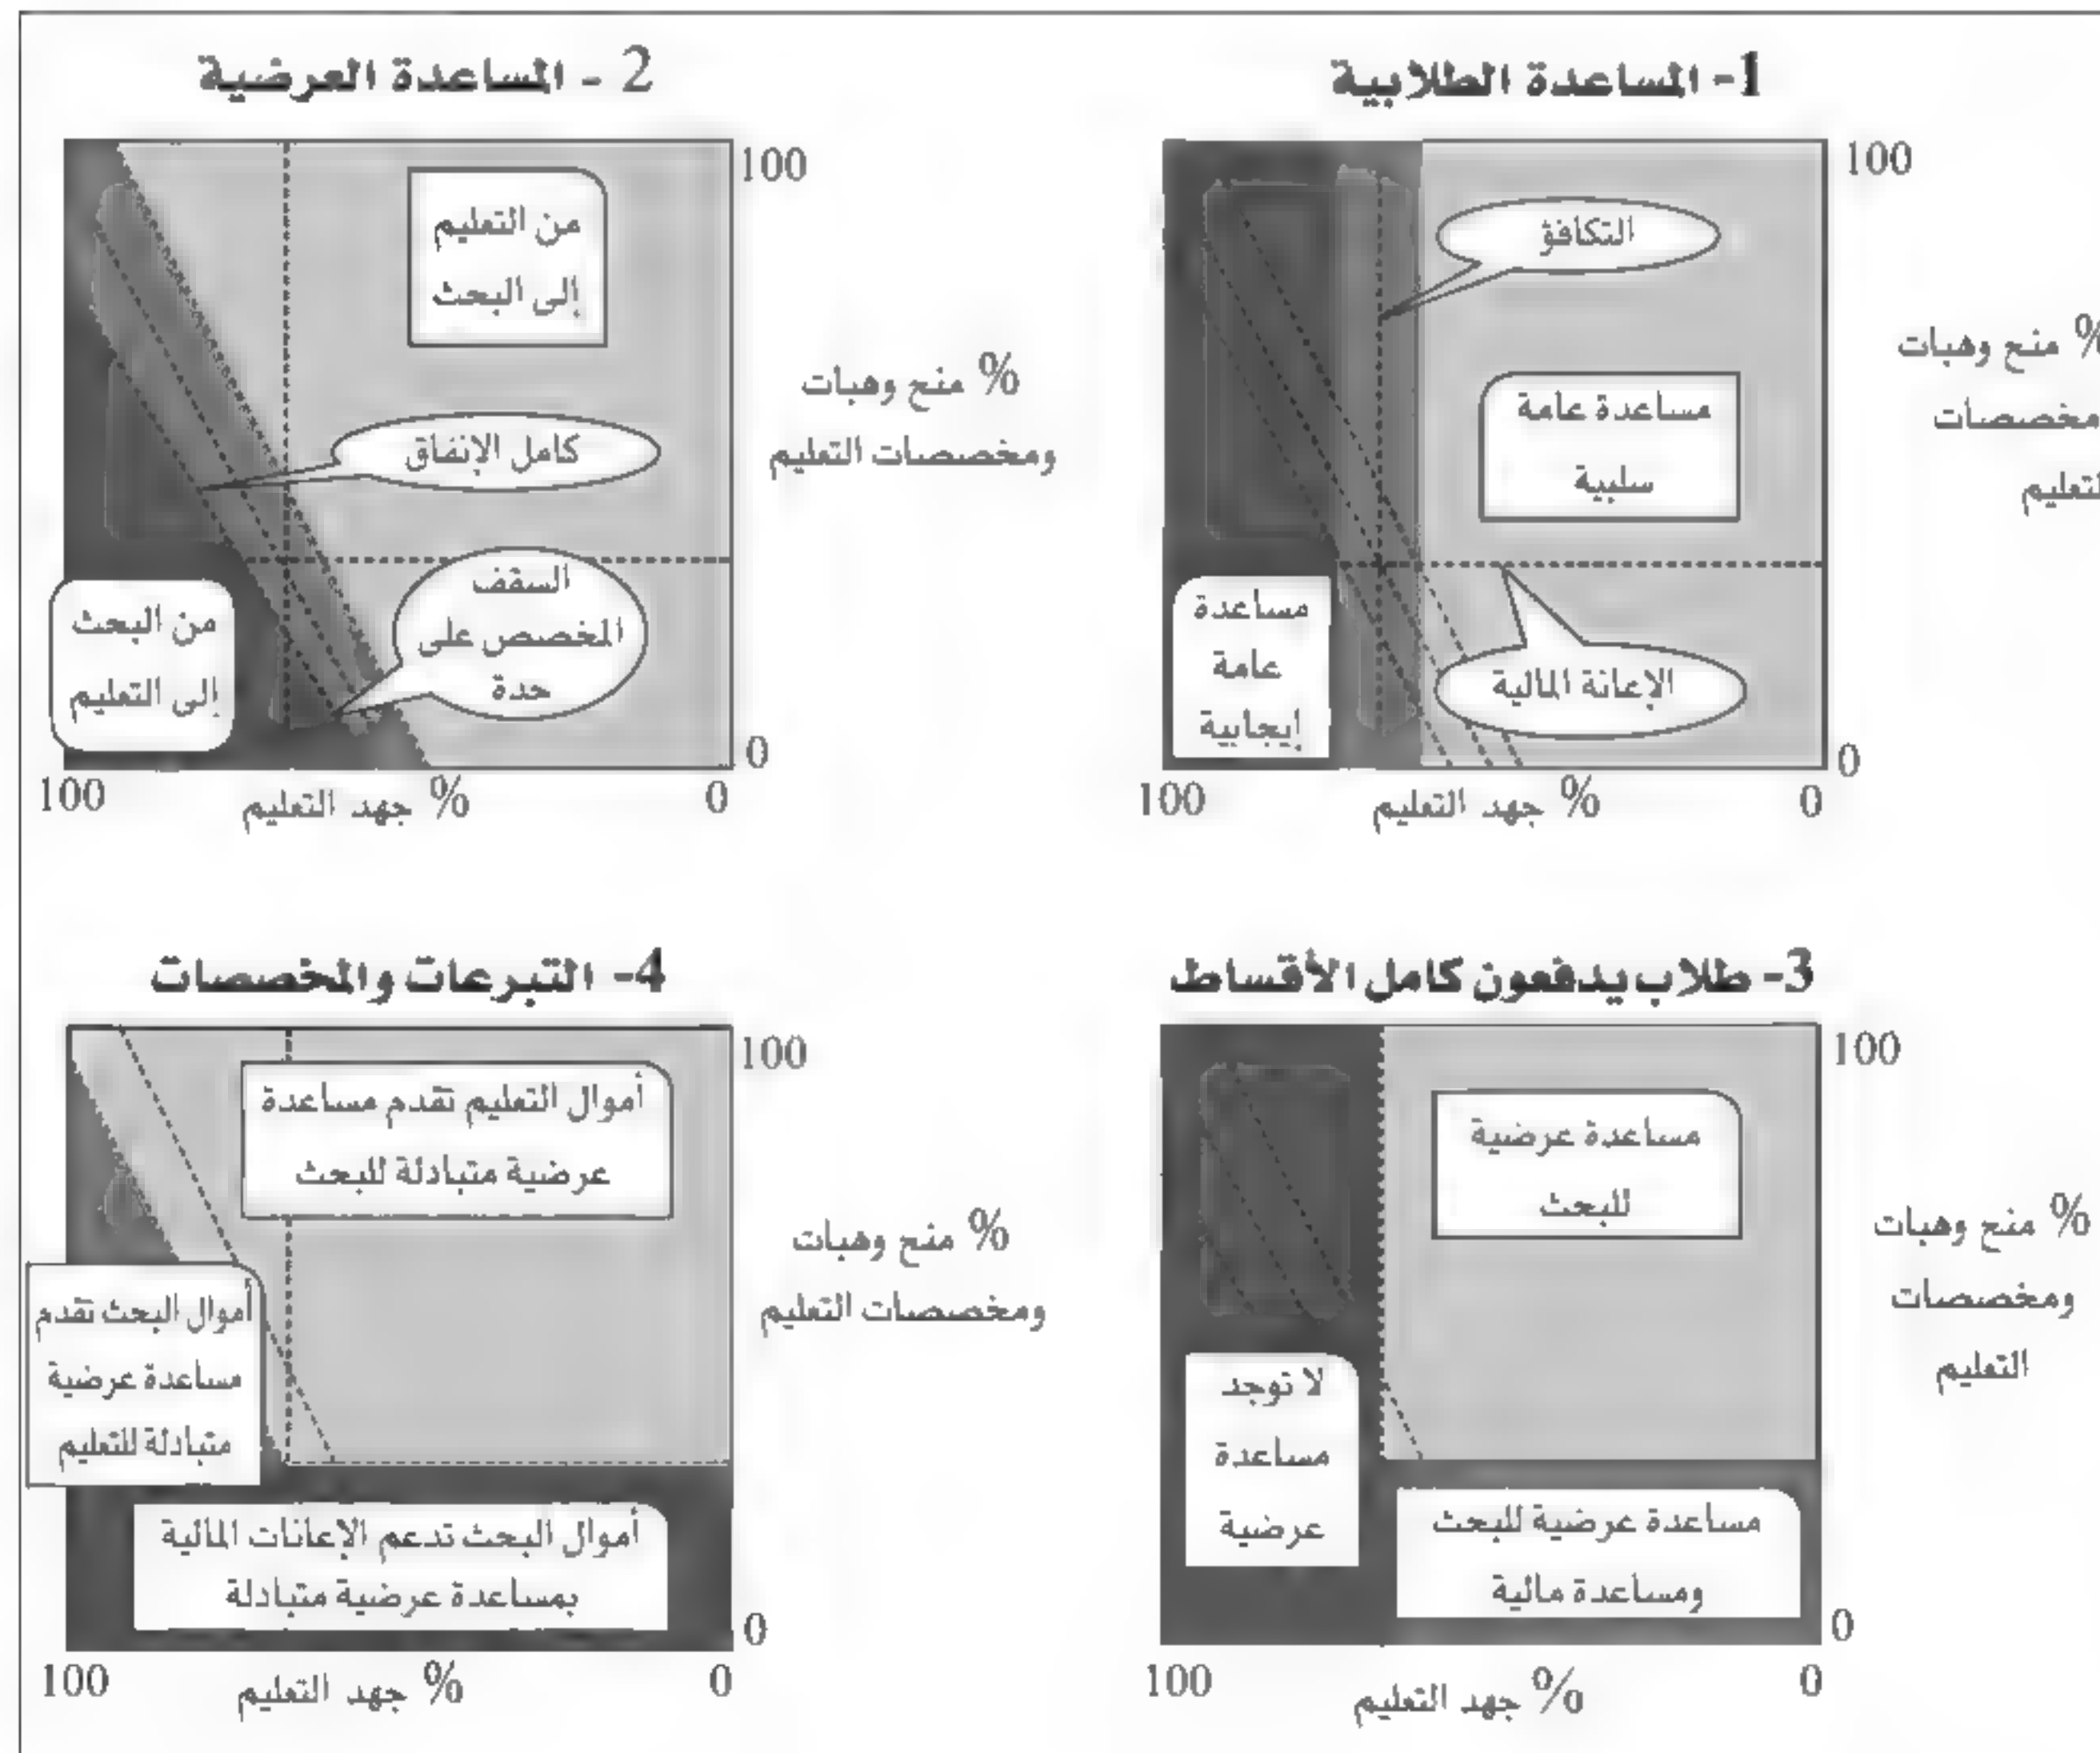 1- المساعدة الطلابية
100
التكافؤ
مساعدة عامة
سلبية
مساعدة
عامة
إيجابية
الإعانة المالية
0
100
% جهد التعليم
0
% منح وهبات
ومخصصات
التعليم
2 - المساعدة العرضية
100
من التعليم
إلى البحث
كامل الإنفاق
السقف
المخصص على
حدة
من البحث
إلى التعليم
0
100
% جهد التعليم
0
% منح وهبات
ومخصصات التعليم
3- طلاب يدفعون كامل الأقساط
100
مساعدة عرضية
للبحث
لا توجد
مساعدة
عرضية
مساعدة عرضية للبحث
ومساعدة مالية
0
100
% جهد التعليم
0
% منح وهبات
ومخصصات
التعليم
4- التبرعات والمخصصات
100
أموال التعليم تقدم مساعدة
عرضية متبادلة للبحث
أموال البحث تقدم
مساعدة عرضية
متبادلة للتعليم
أموال البحث تدعم الإعانات المالية
بمساعدة عرضية متبادلة
0
100
% جهد التعليم
0
% منح وهبات
ومخصصات التعليم